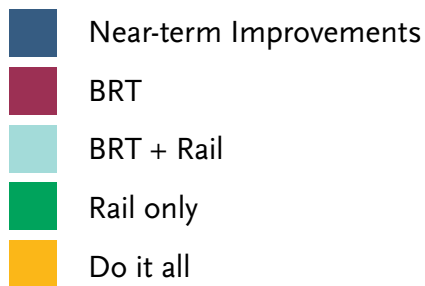 Near-term Improvements
BRT
BRT + Rail
Rail only
Do it all